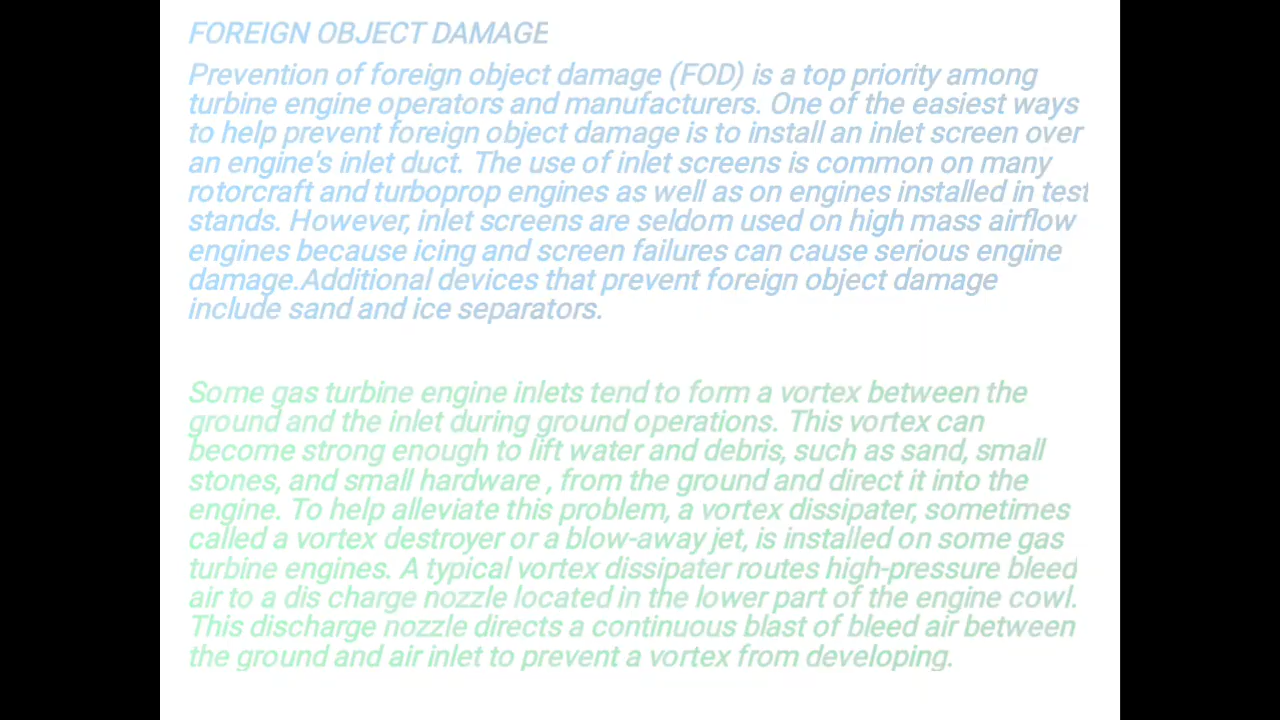 FOREIGN OBJECT DAMAGE
Prevention of foreign object damage (FOD) is a top priority among
turbine engine operators and manufacturers. One of the easiest ways
to help prevent foreign object damage is to install an inlet screen over
an engine's inlet duct. The use of inlet screens is common on many
rotorcraft and turboprop engines as well as on engines installed in test
stands. However, inlet screens are seldom used on high mass airflow
engines because icing and screen failures can cause serious engine
damage.Additional devices that prevent foreign object damage
include sand and ice separators.
Some gas turbine engine inlets tend to form a vortex between the
ground and the inlet during ground operations. This vortex can
become strong enough to lift water and debris, such as sand, small
stones, and small hardware , from the ground and direct it into the
engine. To help alleviate this problem, a vortex dissipater, sometimes
called a vortex destroyer or a blow-away jet, is installed on some gas
turbine engines. A typical vortex dissipater routes high-pressure bleed
air to a dis charge nozzle located in the lower part of the engine cowl.
This discharge nozzle directs a continuous blast of bleed air between
the ground and air inlet to prevent a vortex from developing.